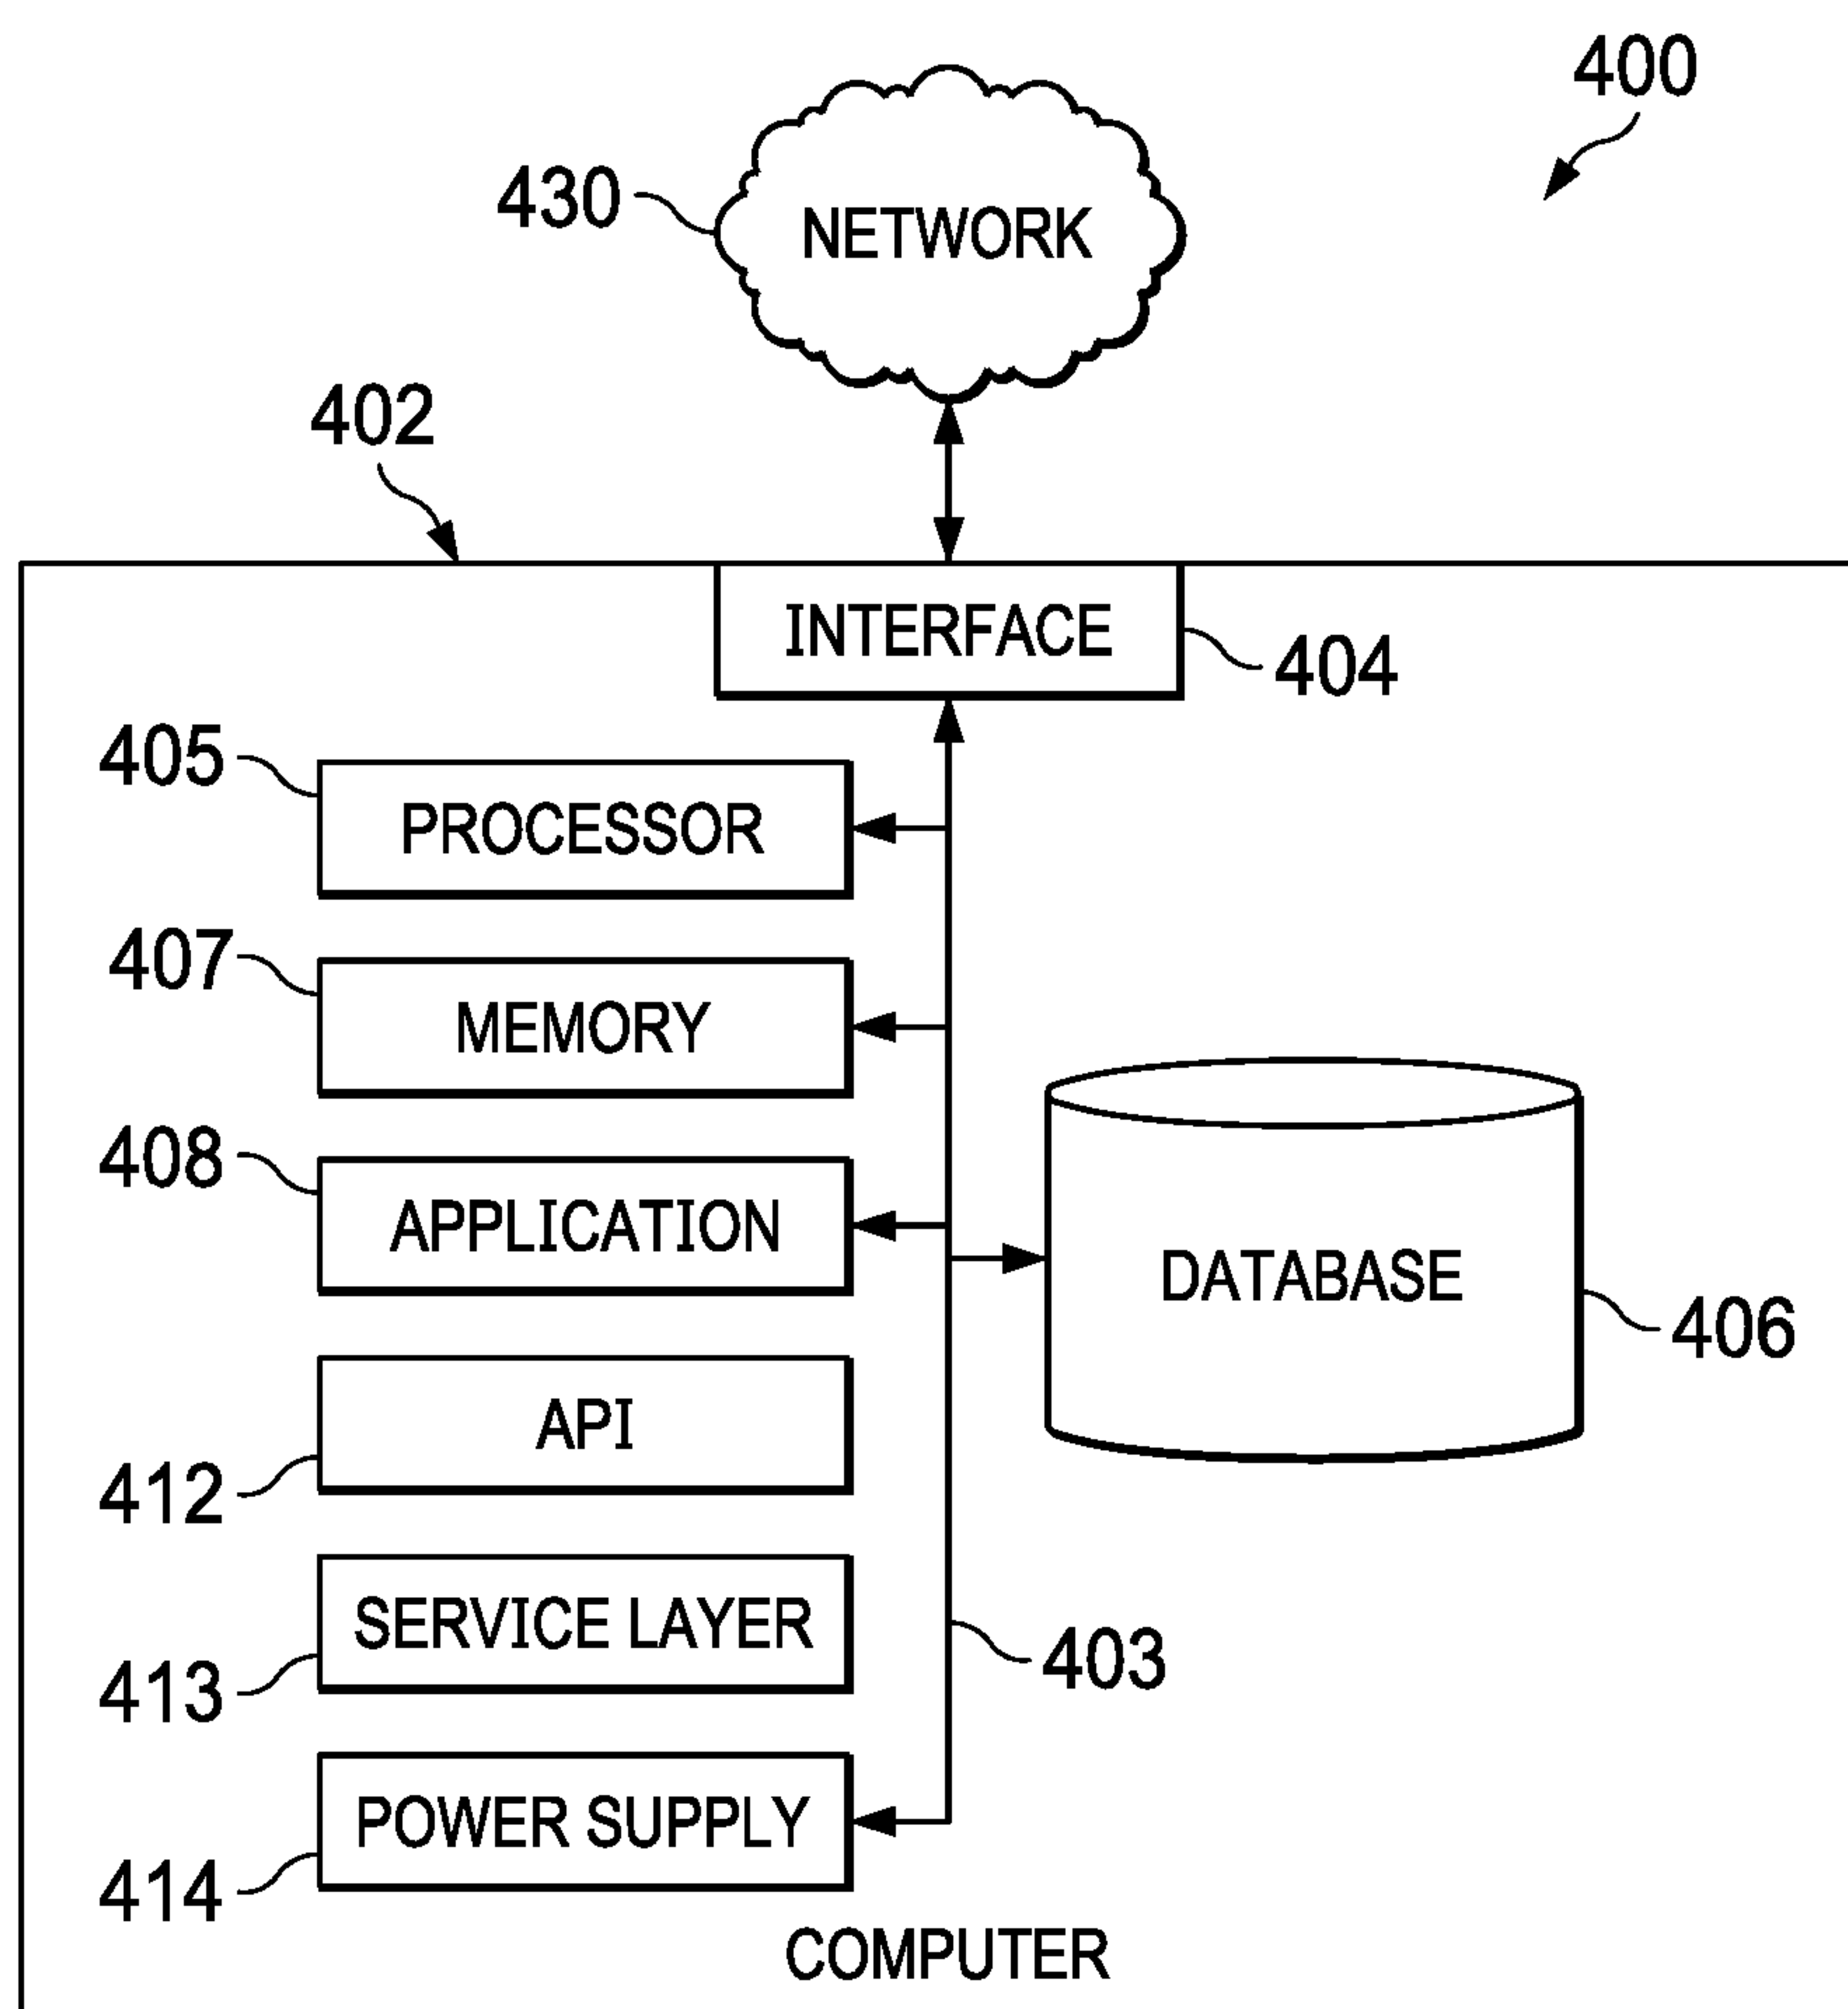 400
430
NETWORK
402
INTERFACE
404
405
PROCESSOR
407
MEMORY
408
APPLICATION
DATABASE
406
API
412
SERVICE LAYER
403
413
POWER SUPPLY
414
COMPUTER